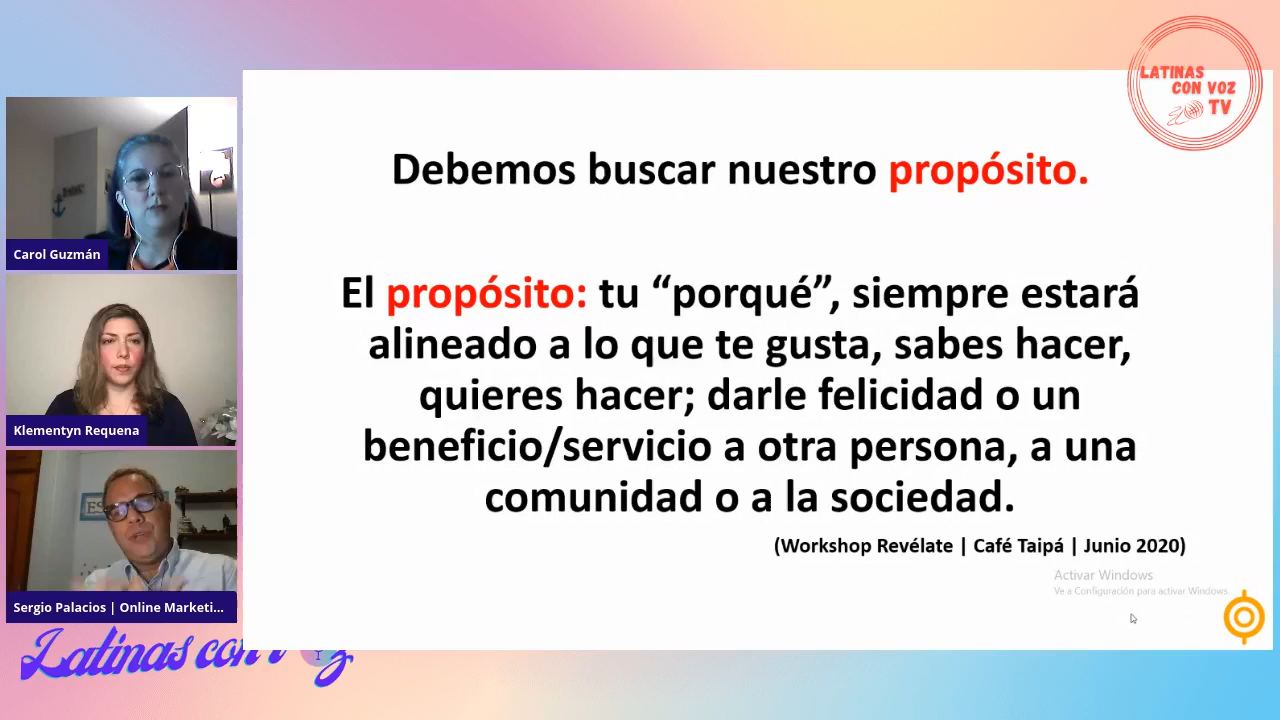 LATINAS
CON VOZ
TV
Debemos buscar nuestro propósito.
El propósito: tu “porqué”, siempre estará
alineado a lo que te gusta, sabes hacer,
quieres hacer; darle felicidad o un
beneficio/servicio a otra persona, a una
comunidad o a la sociedad.
(Workshop Revélate | Café Taipá | Junio 2020)
Activar Windows
Ve a Configuración para activar Windows.
Carol Guzmán
Klementyn Requena
ES
Sergio Palacios | Online Marketi...
Latinas con